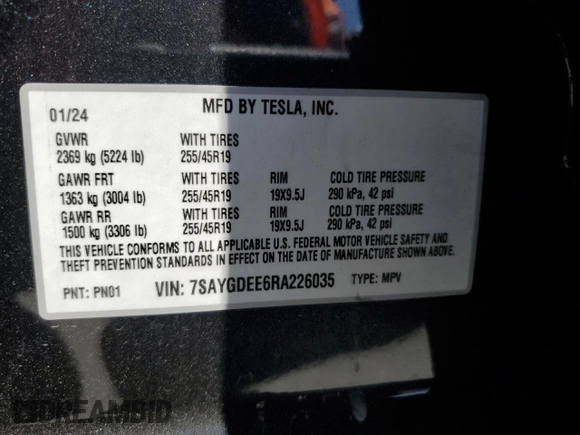 MFD BY TESLA, INC.
01/24
GVWR WITH TIRES
2369 kg (5224 lb) 255/45R19
GAWR FRT WITH TIRES RIM COLD TIRE PRESSURE
1363 kg (3004 lb) 255/45R19 19X9.5J 290 kPa, 42 psi
GAWR RR WITH TIRES RIM COLD TIRE PRESSURE
1500 kg (3306 lb) 255/45R19 19X9.5J 290 kPa, 42 psi
THIS VEHICLE CONFORMS TO ALL APPLICABLE U.S. FEDERAL MOTOR VEHICLE SAFETY AND
THEFT PREVENTION STANDARDS IN EFFECT ON THE DATE OF MANUFACTURE SHOWN ABOVE.
PNT: PN01 VIN: 7SAYGDEE6RA226035 TYPE: MPV
DREAMBID